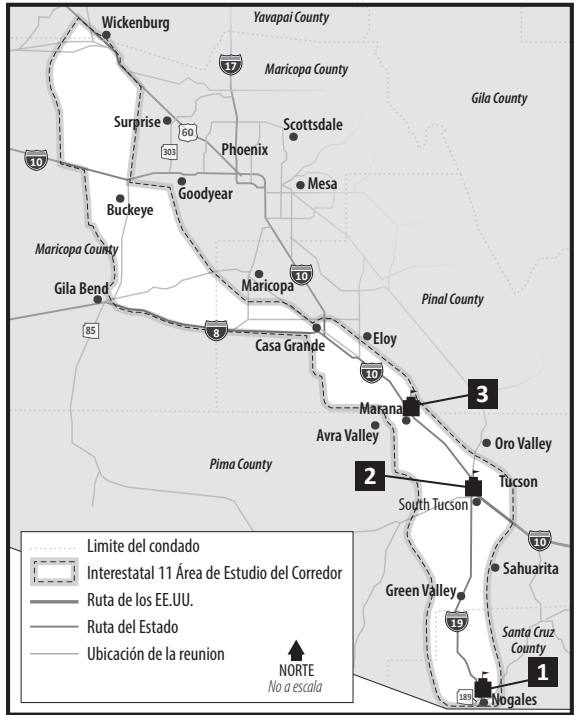 Wickenburg
Yavapai County
17
Maricopa County
Gila County
Surprise
60
Scottsdale
303
Phoenix
10
Goodyear
Mesa
Buckeye
Maricopa County
10
Maricopa
Gila Bend
Pinal County
85
8
Casa Grande
Eloy
10
3
Marana
Avra Valley
Oro Valley
Pima County
2
Tucson
South Tucson
10
Sahuarita
Green Valley
19
Santa Cruz
County
1
189
Nogales
Limite del condado
Interestatal 11 Área de Estudio del Corredor
Ruta de los EE.UU.
Ruta del Estado
Ubicación de la reunion
NORTE
No a escala